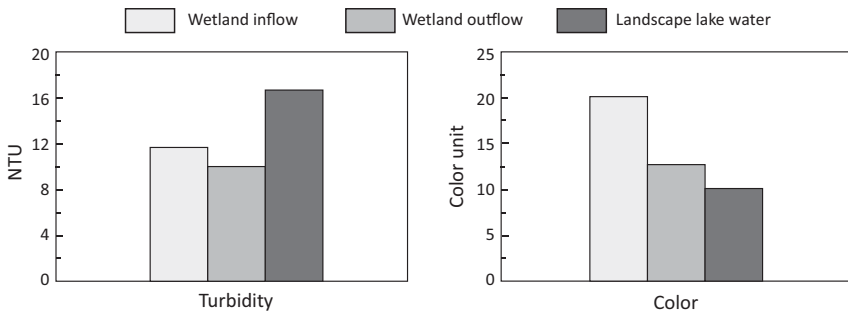 Wetland inflow Wetland outflow Landscape lake water
20
16
12
8
4
0
NTU
Turbidity
25
20
15
10
5
0
Color unit
Color